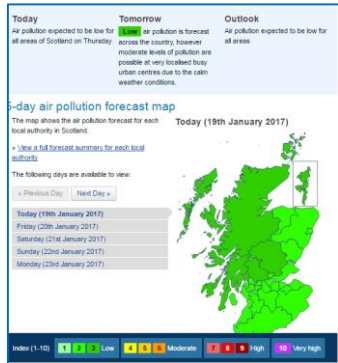 Today
Air pollution expected to be low for
all areas of Scotland on Thursday
Tomorrow
Low air pollution is forecast
across the country, however
moderate levels of pollution are
possible at very localised busy
urban centres due to the calm
weather conditions.
Outlook
Air pollution expected to be low for
all areas
5-day air pollution forecast map
The map shows the air pollution forecast for each
local authority in Scotland.
» View a full forecast summary for each local
authority
The following days are available to view:
« Previous Day
Next Day »
Today (19th January 2017)
Friday (20th January 2017)
Saturday (21st January 2017)
Sunday (22nd January 2017)
Monday (23rd January 2017)
Today (19th January 2017)
Index (1-10) 1 2 3 Low 4 5 6 Moderate 7 8 9 High 10 Very high